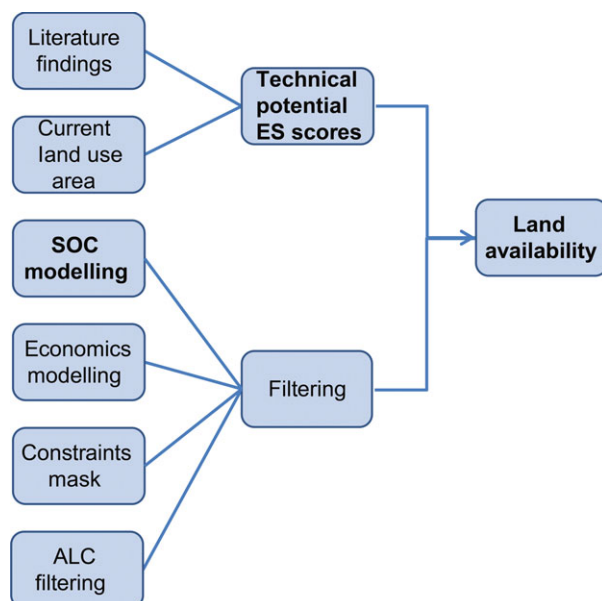 Literature
findings
Current
land use
area
Technical
potential
ES scores
SOC
modelling
Economics
modelling
Constraints
mask
ALC
filtering
Filtering
Land
availability